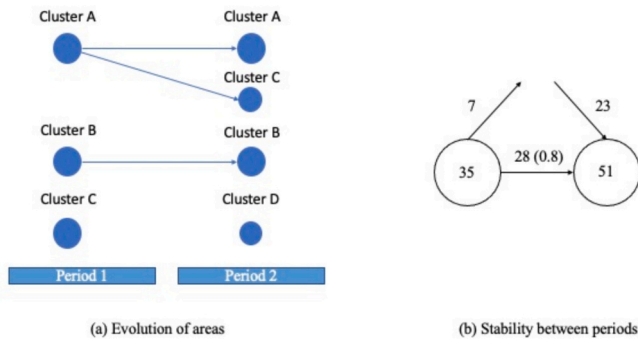 Cluster A
Cluster A
Cluster C
Cluster B
Cluster B
Cluster C
Cluster D
Period 1
Period 2
(a) Evolution of areas
7
23
28 (0.8)
35
51
(b) Stability between periods